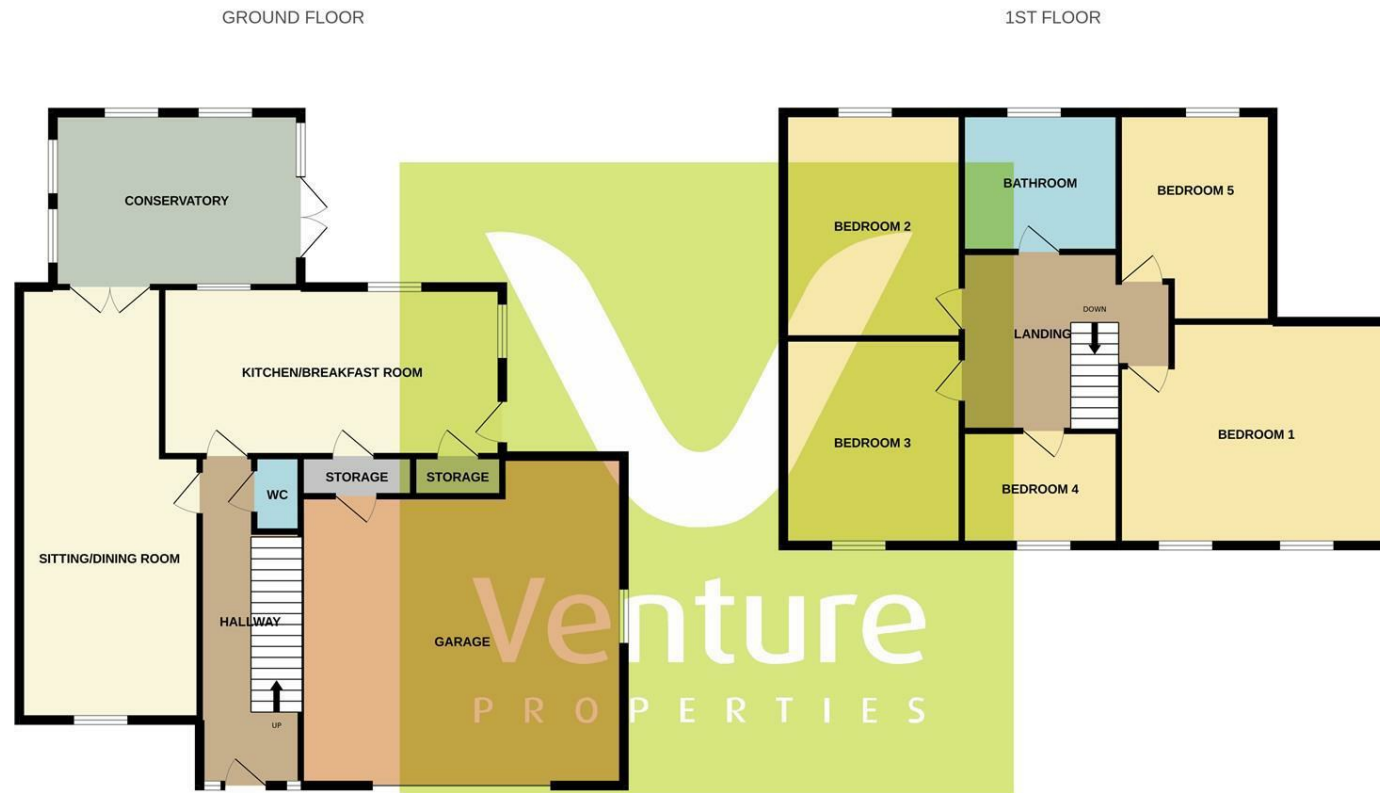 GROUND FLOOR
1ST FLOOR
CONSERVATORY
KITCHEN/BREAKFAST ROOM
STORAGE
STORAGE
WC
SITTING/DINING ROOM
HALLWAY
GARAGE
UP
BATHROOM
BEDROOM 5
BEDROOM 2
DOWN
LANDING
BEDROOM 3
BEDROOM 1
BEDROOM 4
Venture
PROPERTIES